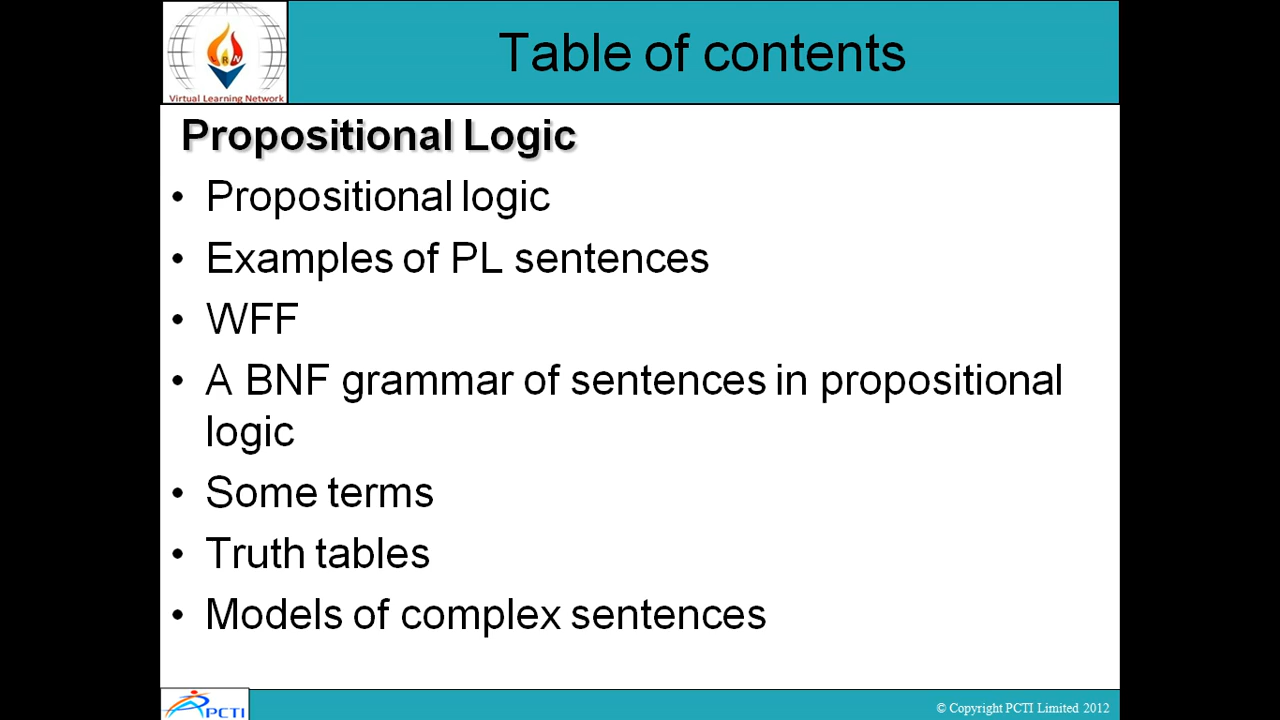 Table of contents
Virtual Learning Network
Propositional Logic
• Propositional logic
• Examples of PL sentences
• WFF
• A BNF grammar of sentences in propositional
logic
• Some terms
• Truth tables
• Models of complex sentences
PCTI
© Copyright PCTI Limited 2012